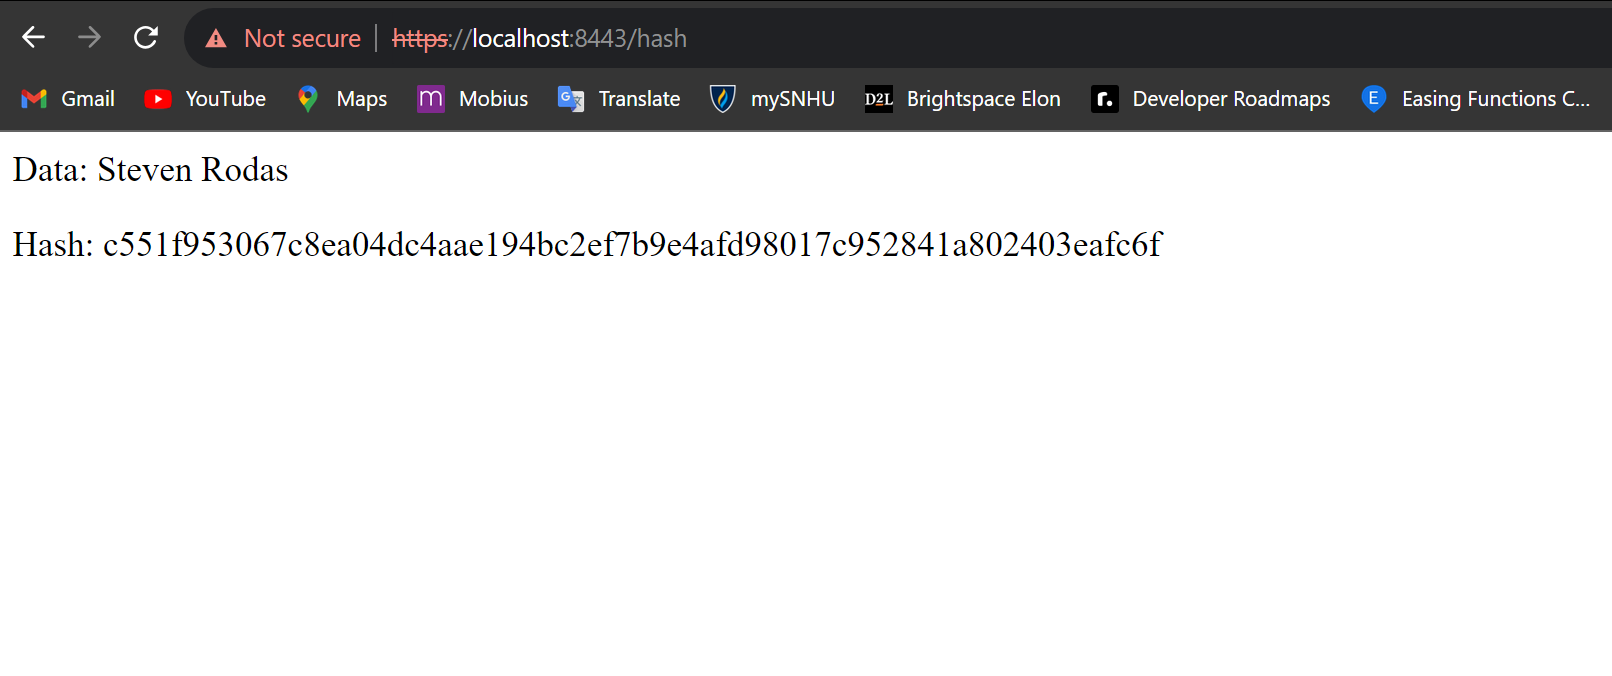 Not secure | https://localhost:8443/hash
Gmail YouTube Maps Mobius Translate mySNHU D2L Brightspace Elon r. Developer Roadmaps E Easing Functions C...
Data: Steven Rodas
Hash: c551f953067c8ea04dc4aae194bc2ef7b9e4afd98017c952841a802403eafc6f